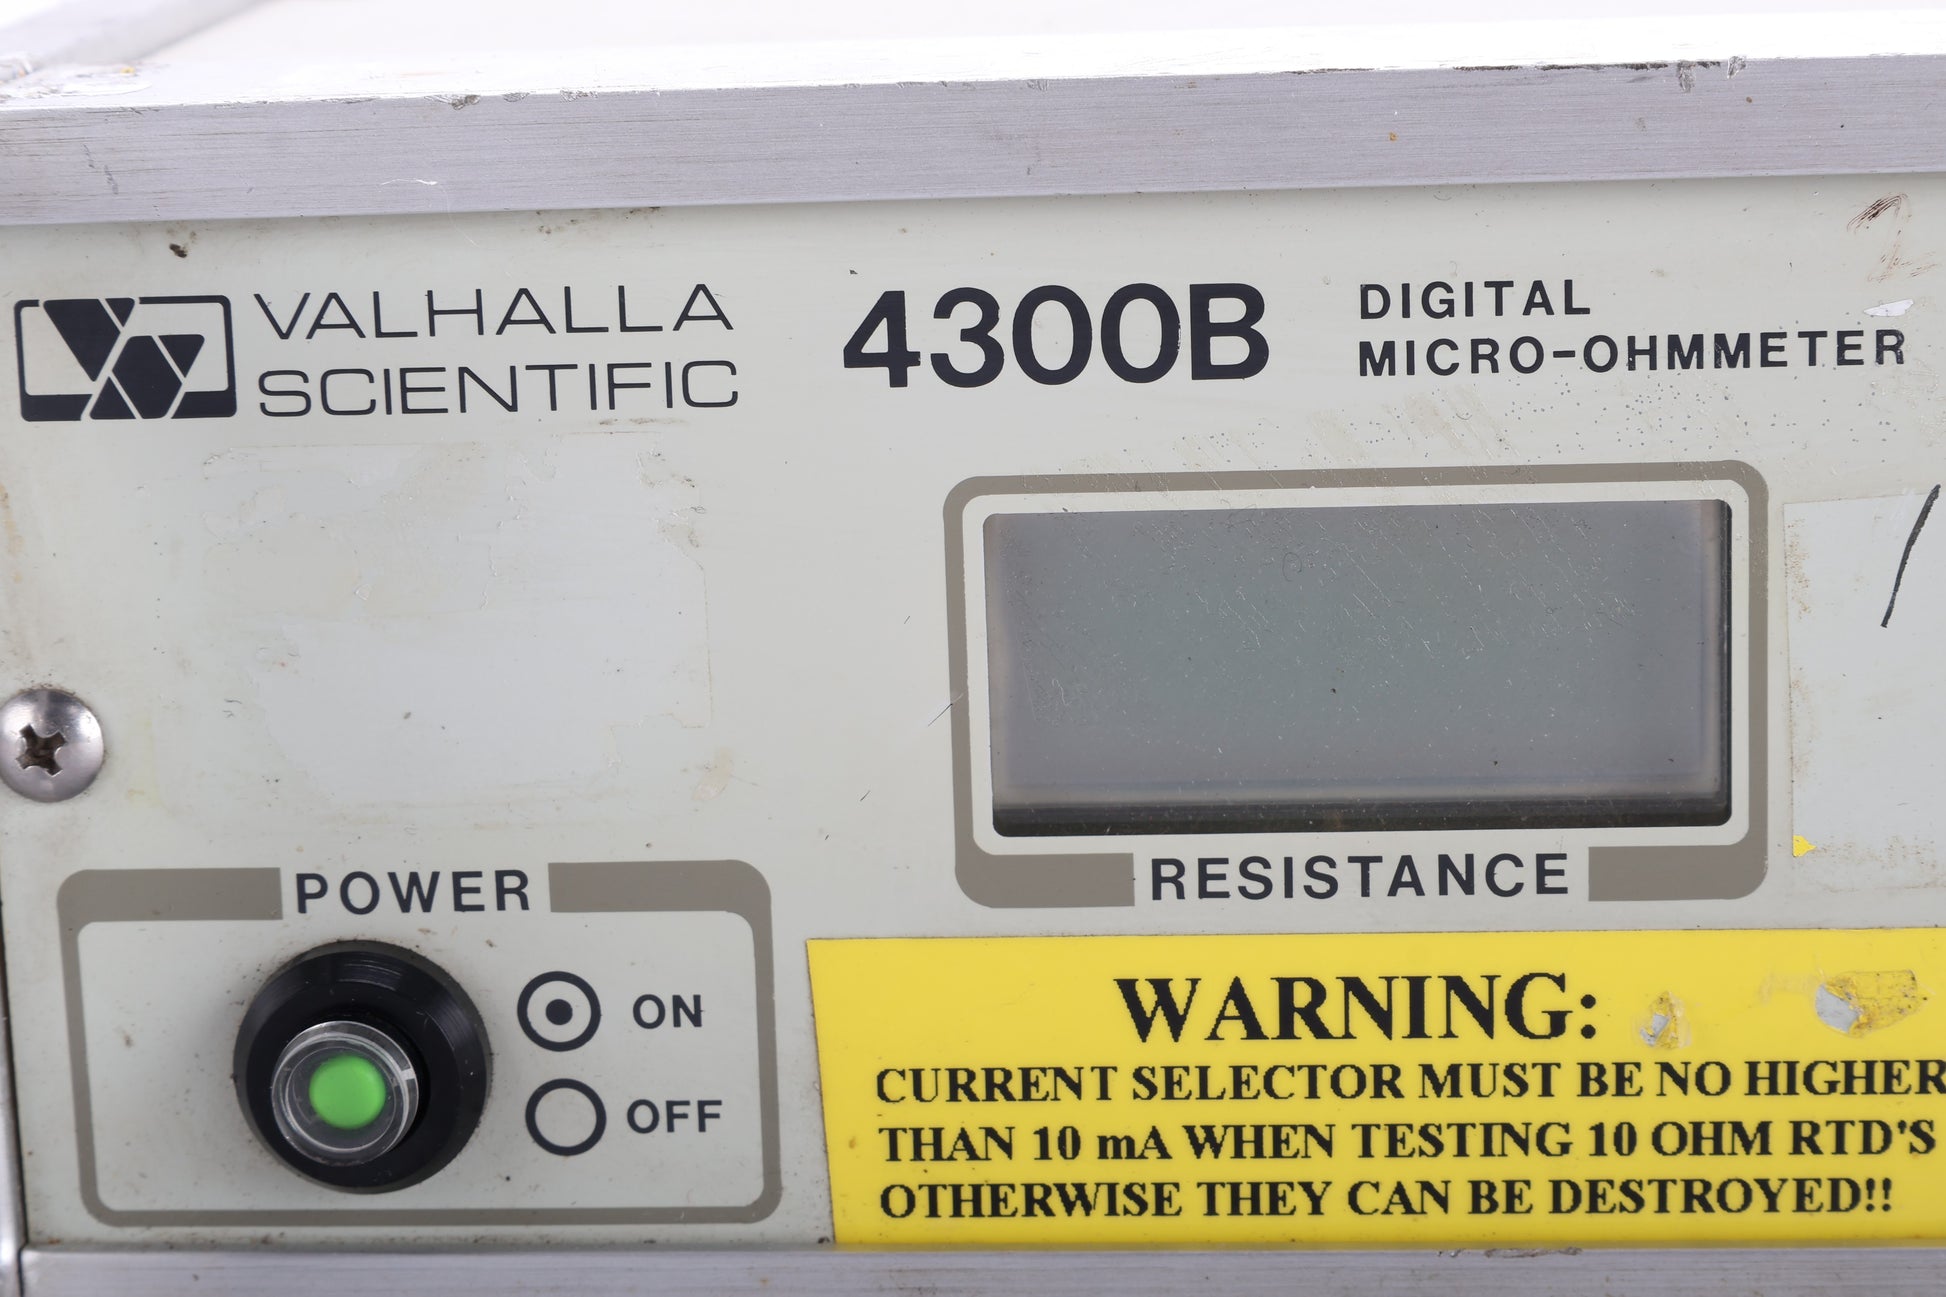 VALHALLA
SCIENTIFIC
4300B
DIGITAL
MICRO-OHMMETER
RESISTANCE
POWER
ON
OFF
WARNING:
CURRENT SELECTOR MUST BE NO HIGHER
THAN 10 mA WHEN TESTING 10 OHM RTD'S
OTHERWISE THEY CAN BE DESTROYED!!